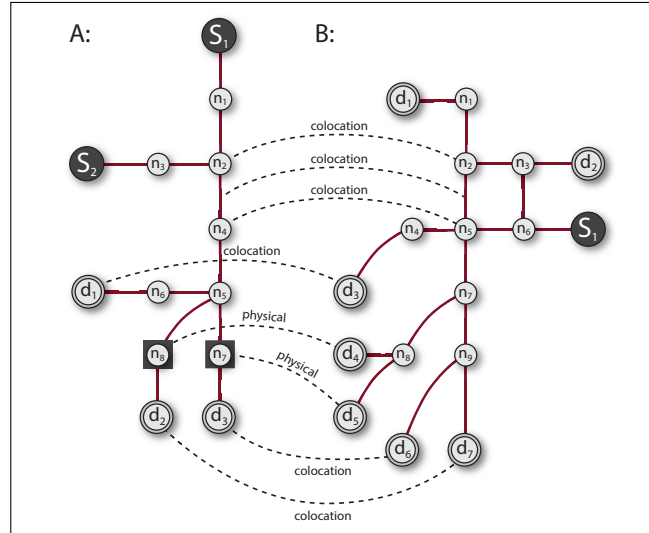 A:
B:
S1
d1
n1
n1
colocation
S2
n3
n2
n2
n3
d2
colocation
colocation
n4
n4
n5
n6
S1
colocation
d1
n6
n5
d3
n7
physical
n8
n7
physical
d4
n8
n9
d2
d3
d5
d6
d7
colocation
colocation